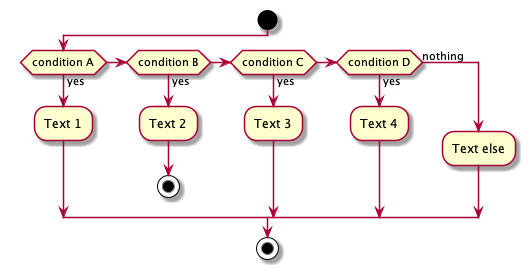 condition A
condition B
condition C
condition D
nothing
yes
yes
yes
yes
Text 1
Text 2
Text 3
Text 4
Text else